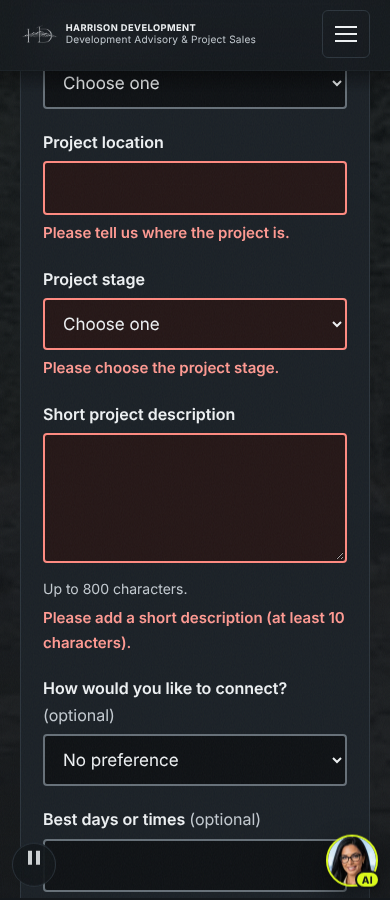 HARRISON DEVELOPMENT
Development Advisory & Project Sales
Choose one
Project location
Please tell us where the project is.
Project stage
Choose one
Please choose the project stage.
Short project description
Up to 800 characters.
Please add a short description (at least 10
characters).
How would you like to connect?
(optional)
No preference
Best days or times (optional)
AI